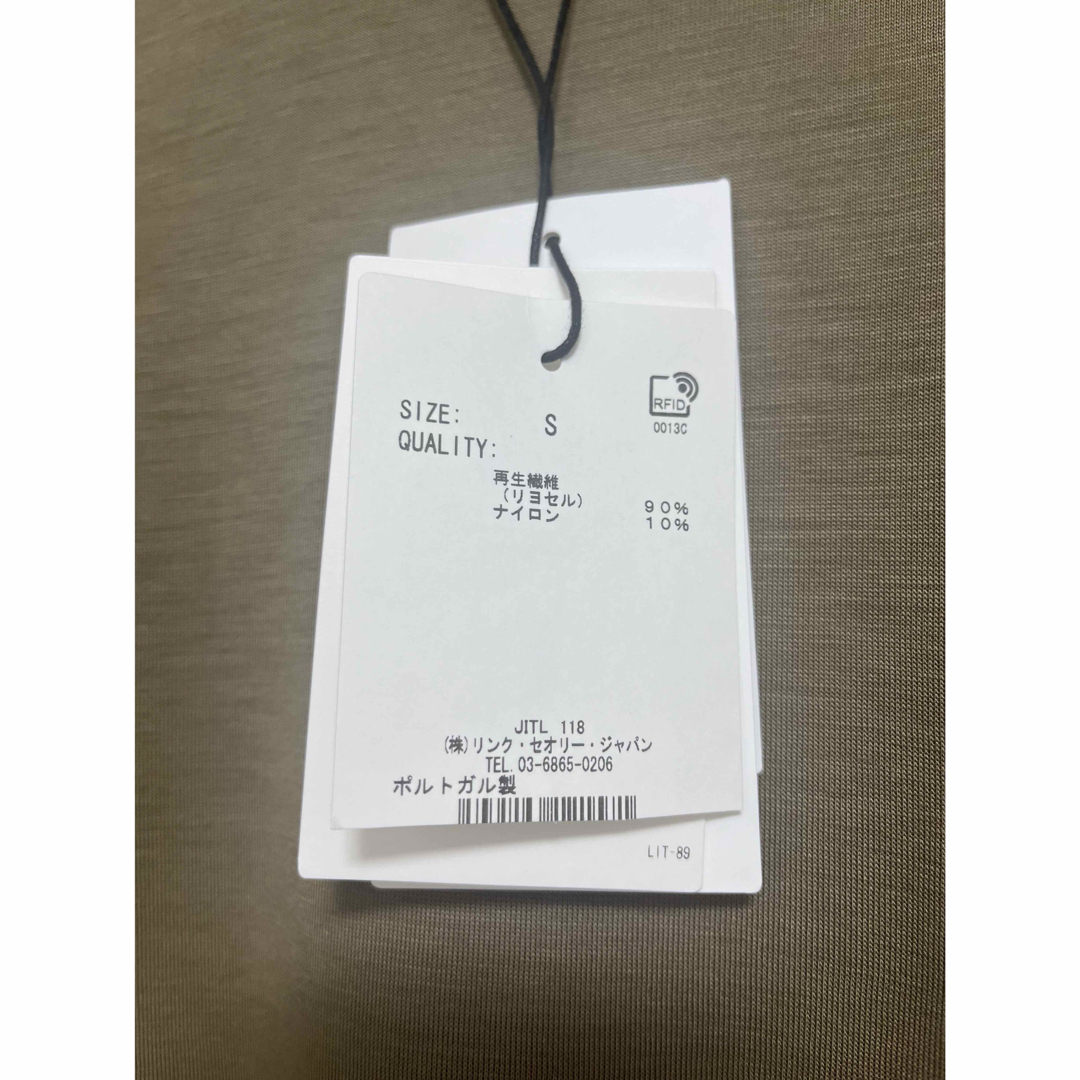 SIZE: S
RFID
0013C
QUALITY:
再生繊維
(リヨセル) 90%
ナイロン 10%
JITL 118
(株)リンク・セオリー・ジャパン
TEL.03-6865-0206
ポルトガル製
LIT-89